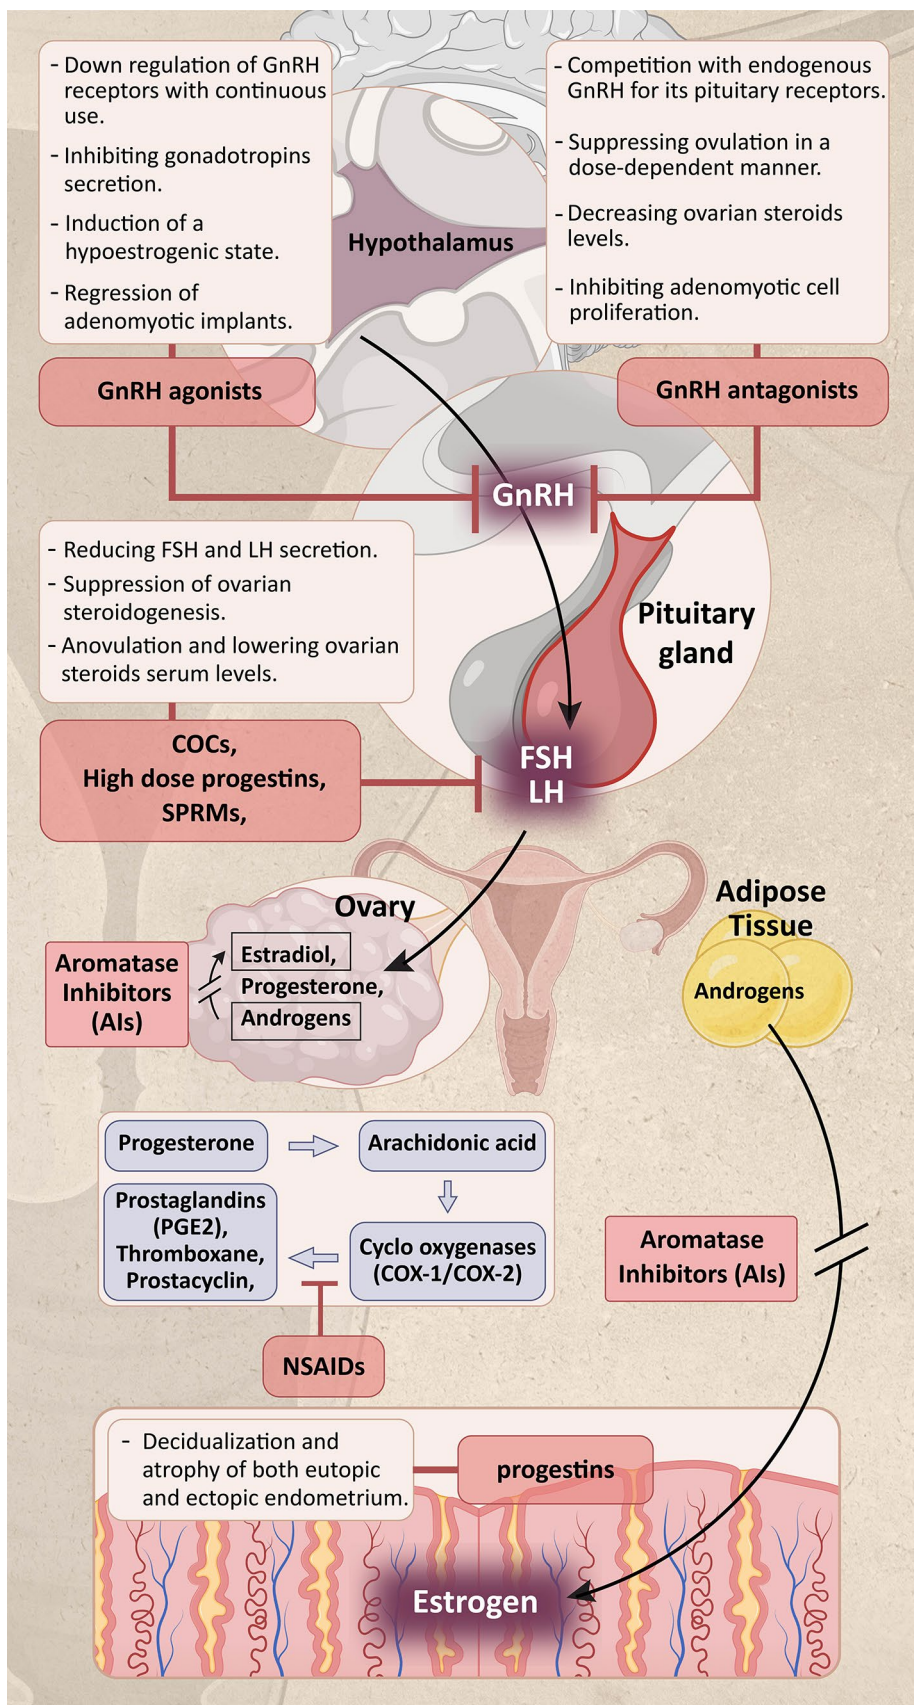 - Down regulation of GnRH
receptors with continuous
use.
- Inhibiting gonadotropins
secretion.
- Induction of a
hypoestrogenic state.
- Regression of
adenomyotic implants.
GnRH agonists
Hypothalamus
- Competition with endogenous
GnRH for its pituitary receptors.
- Suppressing ovulation in a
dose-dependent manner.
- Decreasing ovarian steroids
levels.
- Inhibiting adenomyotic cell
proliferation.
GnRH antagonists
GnRH
- Reducing FSH and LH secretion.
- Suppression of ovarian
steroidogenesis.
- Anovulation and lowering ovarian
steroids serum levels.
Pituitary
gland
COCs,
High dose progestins,
SPRMs,
FSH
LH
Ovary
Aromatase
Inhibitors
(AIs)
Estradiol,
Progesterone,
Androgens
Adipose
Tissue
Androgens
Progesterone
Arachidonic acid
Prostaglandins
(PGE2),
Thromboxane,
Prostacyclin,
Cyclo oxygenases
(COX-1/COX-2)
NSAIDs
Aromatase
Inhibitors (AIs)
- Decidualization and
atrophy of both eutopic
and ectopic endometrium.
progestins
Estrogen